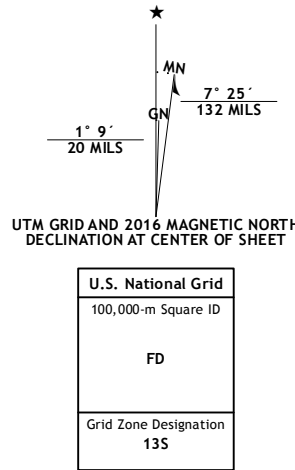 MN
GN
7° 25´
132 MILS
1° 9´
20 MILS
UTM GRID AND 2016 MAGNETIC NORTH
DECLINATION AT CENTER OF SHEET
U.S. National Grid
100,000-m Square ID
FD
Grid Zone Designation
13S